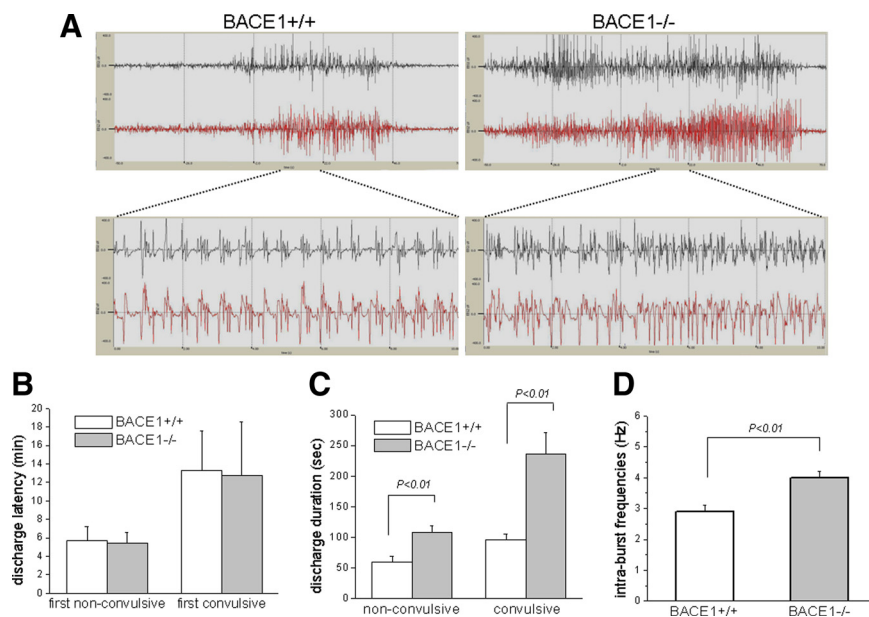 A
BACE1+/+
BACE1-/-
B
discharge latency (min)
20
18
16
14
12
10
8
6
4
2
0
BACE1+/+
BACE1-/-
first non-convulsive
first convulsive
C
discharge duration (sec)
300
250
200
150
100
50
0
BACE1+/+
BACE1-/-
P<0.01
P<0.01
non-convulsive
convulsive
D
intra-burst frequencies (Hz)
6
5
4
3
2
1
0
P<0.01
BACE1+/+
BACE1-/-